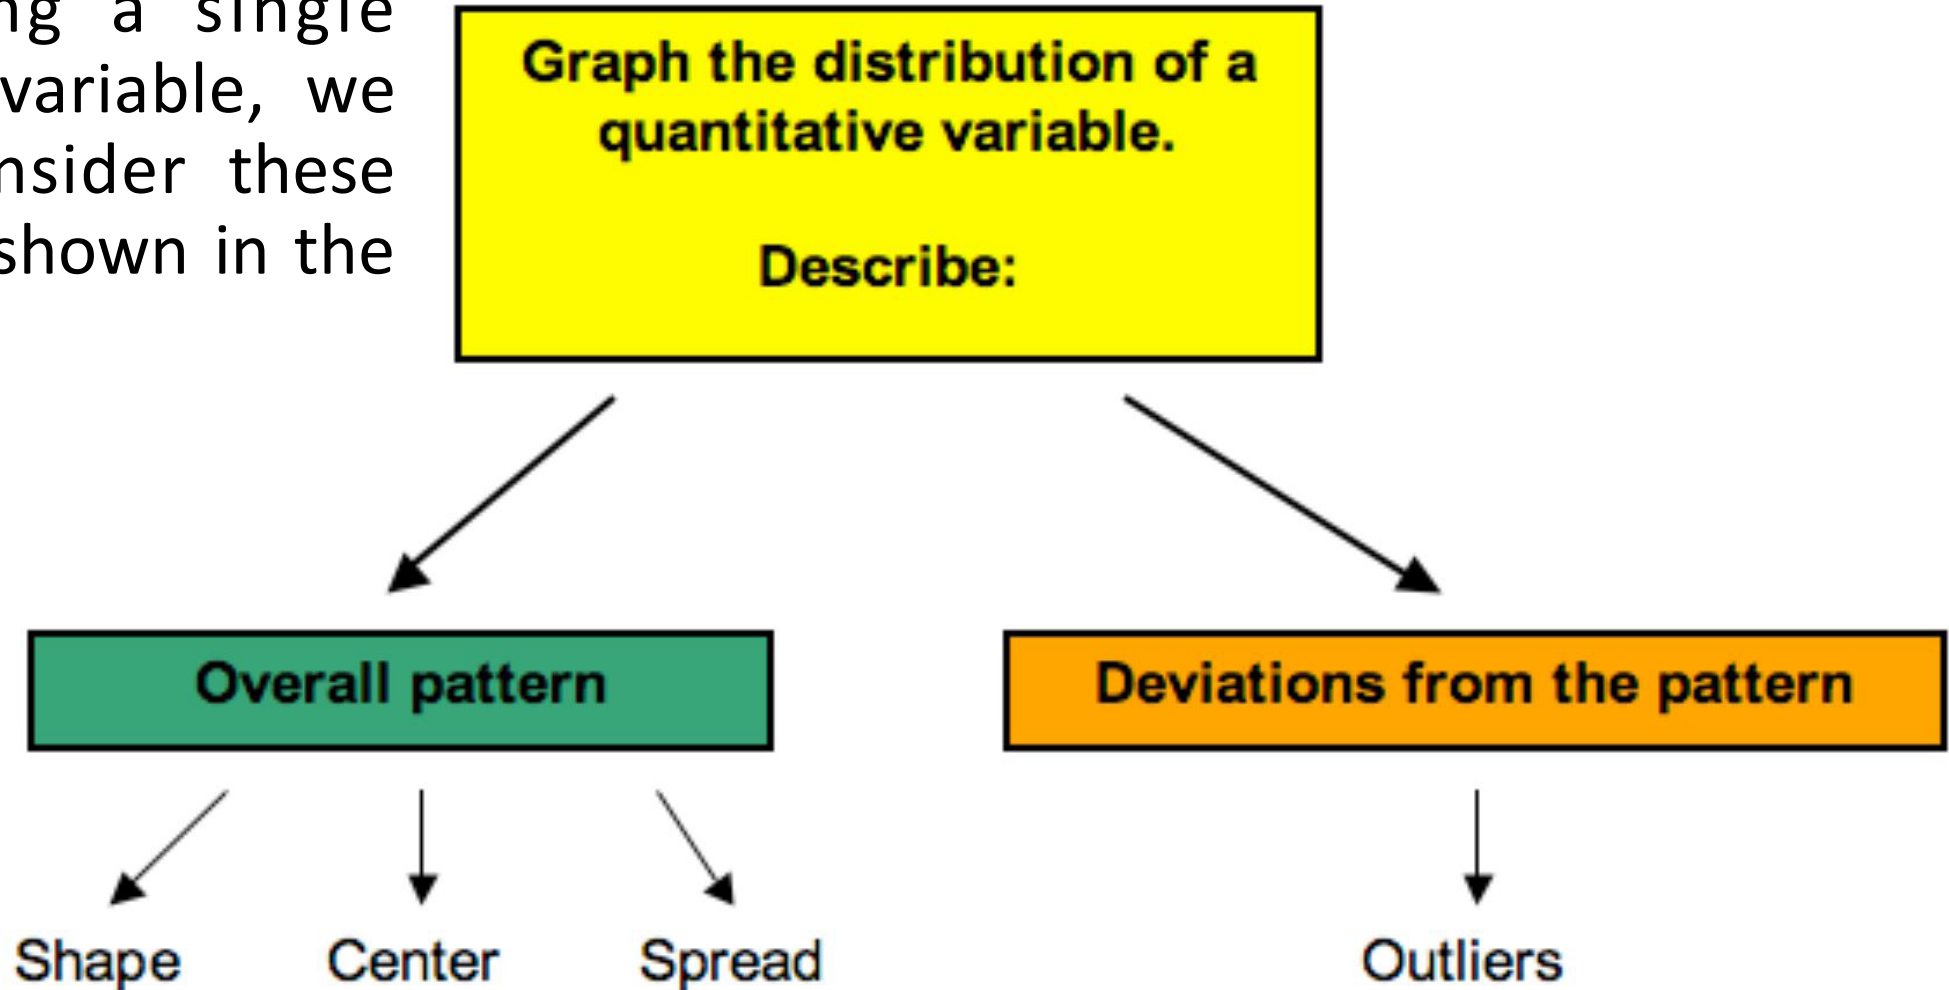 a single
variable, we
these
shown in the
Graph the distribution of a
quantitative variable.
Describe:
Overall pattern
Deviations from the pattern
Shape
Center
Spread
Outliers